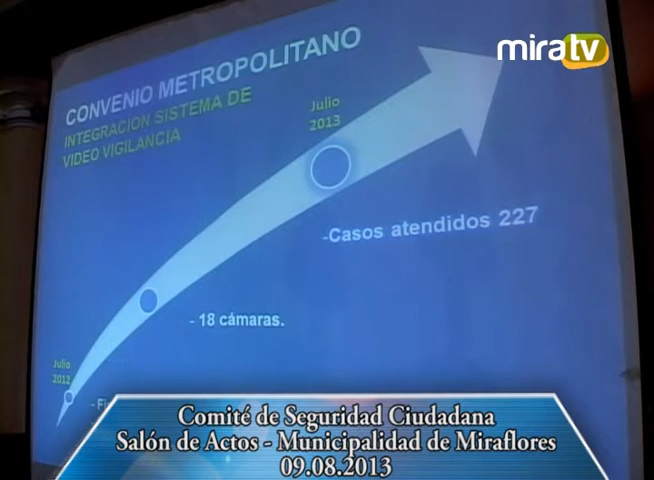 miratv
CONVENIO METROPOLITANO
INTEGRACION SISTEMA DE
VIDEO VIGILANCIA
Julio
2013
-Casos atendidos 227
- 18 cámaras.
Julio
2012
Comité de Seguridad Ciudadana
Salón de Actos - Municipalidad de Miraflores
09.08.2013